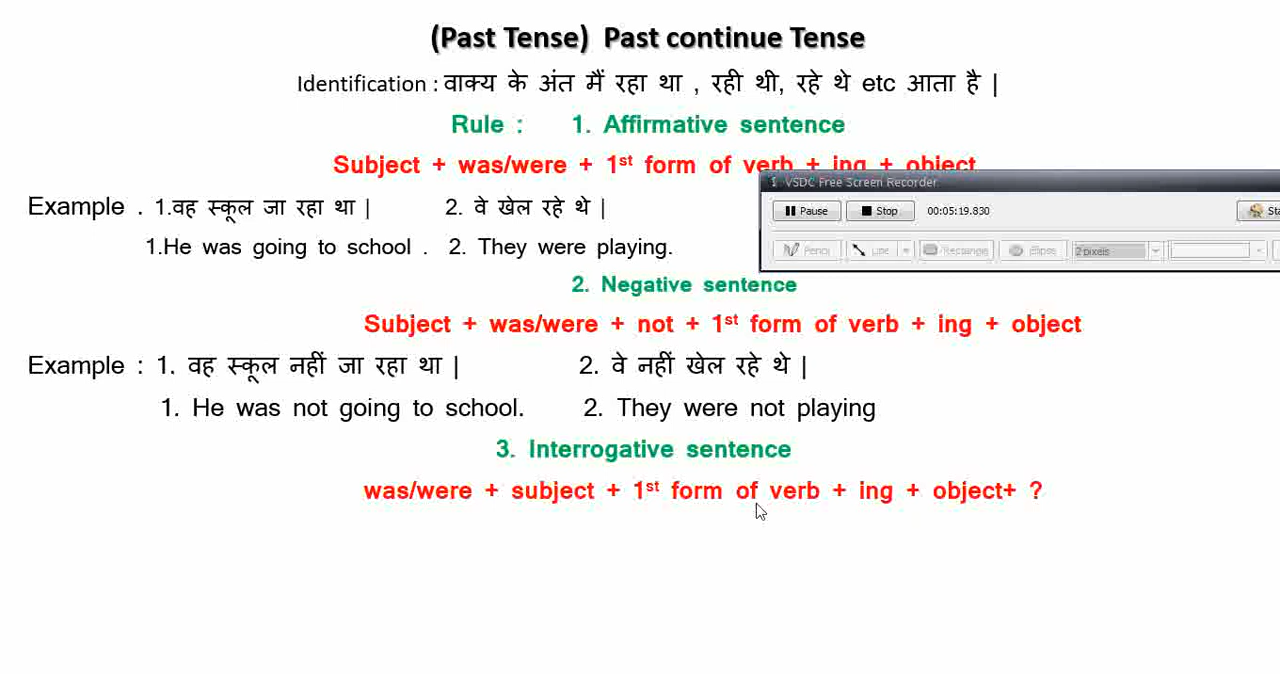 (Past Tense) Past continue Tense
Identification : वाक्य के अंत मैं रहा था , रही थी, रहे थे etc आता है |
Rule : 1. Affirmative sentence
Subject + was/were + 1st form of verb + ing + object
VSDC Free Screen Recorder
Example . 1.वह स्कूल जा रहा था | 2. वे खेल रहे थे |
Pause Stop 00:05:19.830 Sta
1.He was going to school . 2. They were playing.
Pencil Line Rectangle Ellipse 2 pixels
2. Negative sentence
Subject + was/were + not + 1st form of verb + ing + object
Example : 1. वह स्कूल नहीं जा रहा था | 2. वे नहीं खेल रहे थे |
1. He was not going to school. 2. They were not playing
3. Interrogative sentence
was/were + subject + 1st form of verb + ing + object+ ?